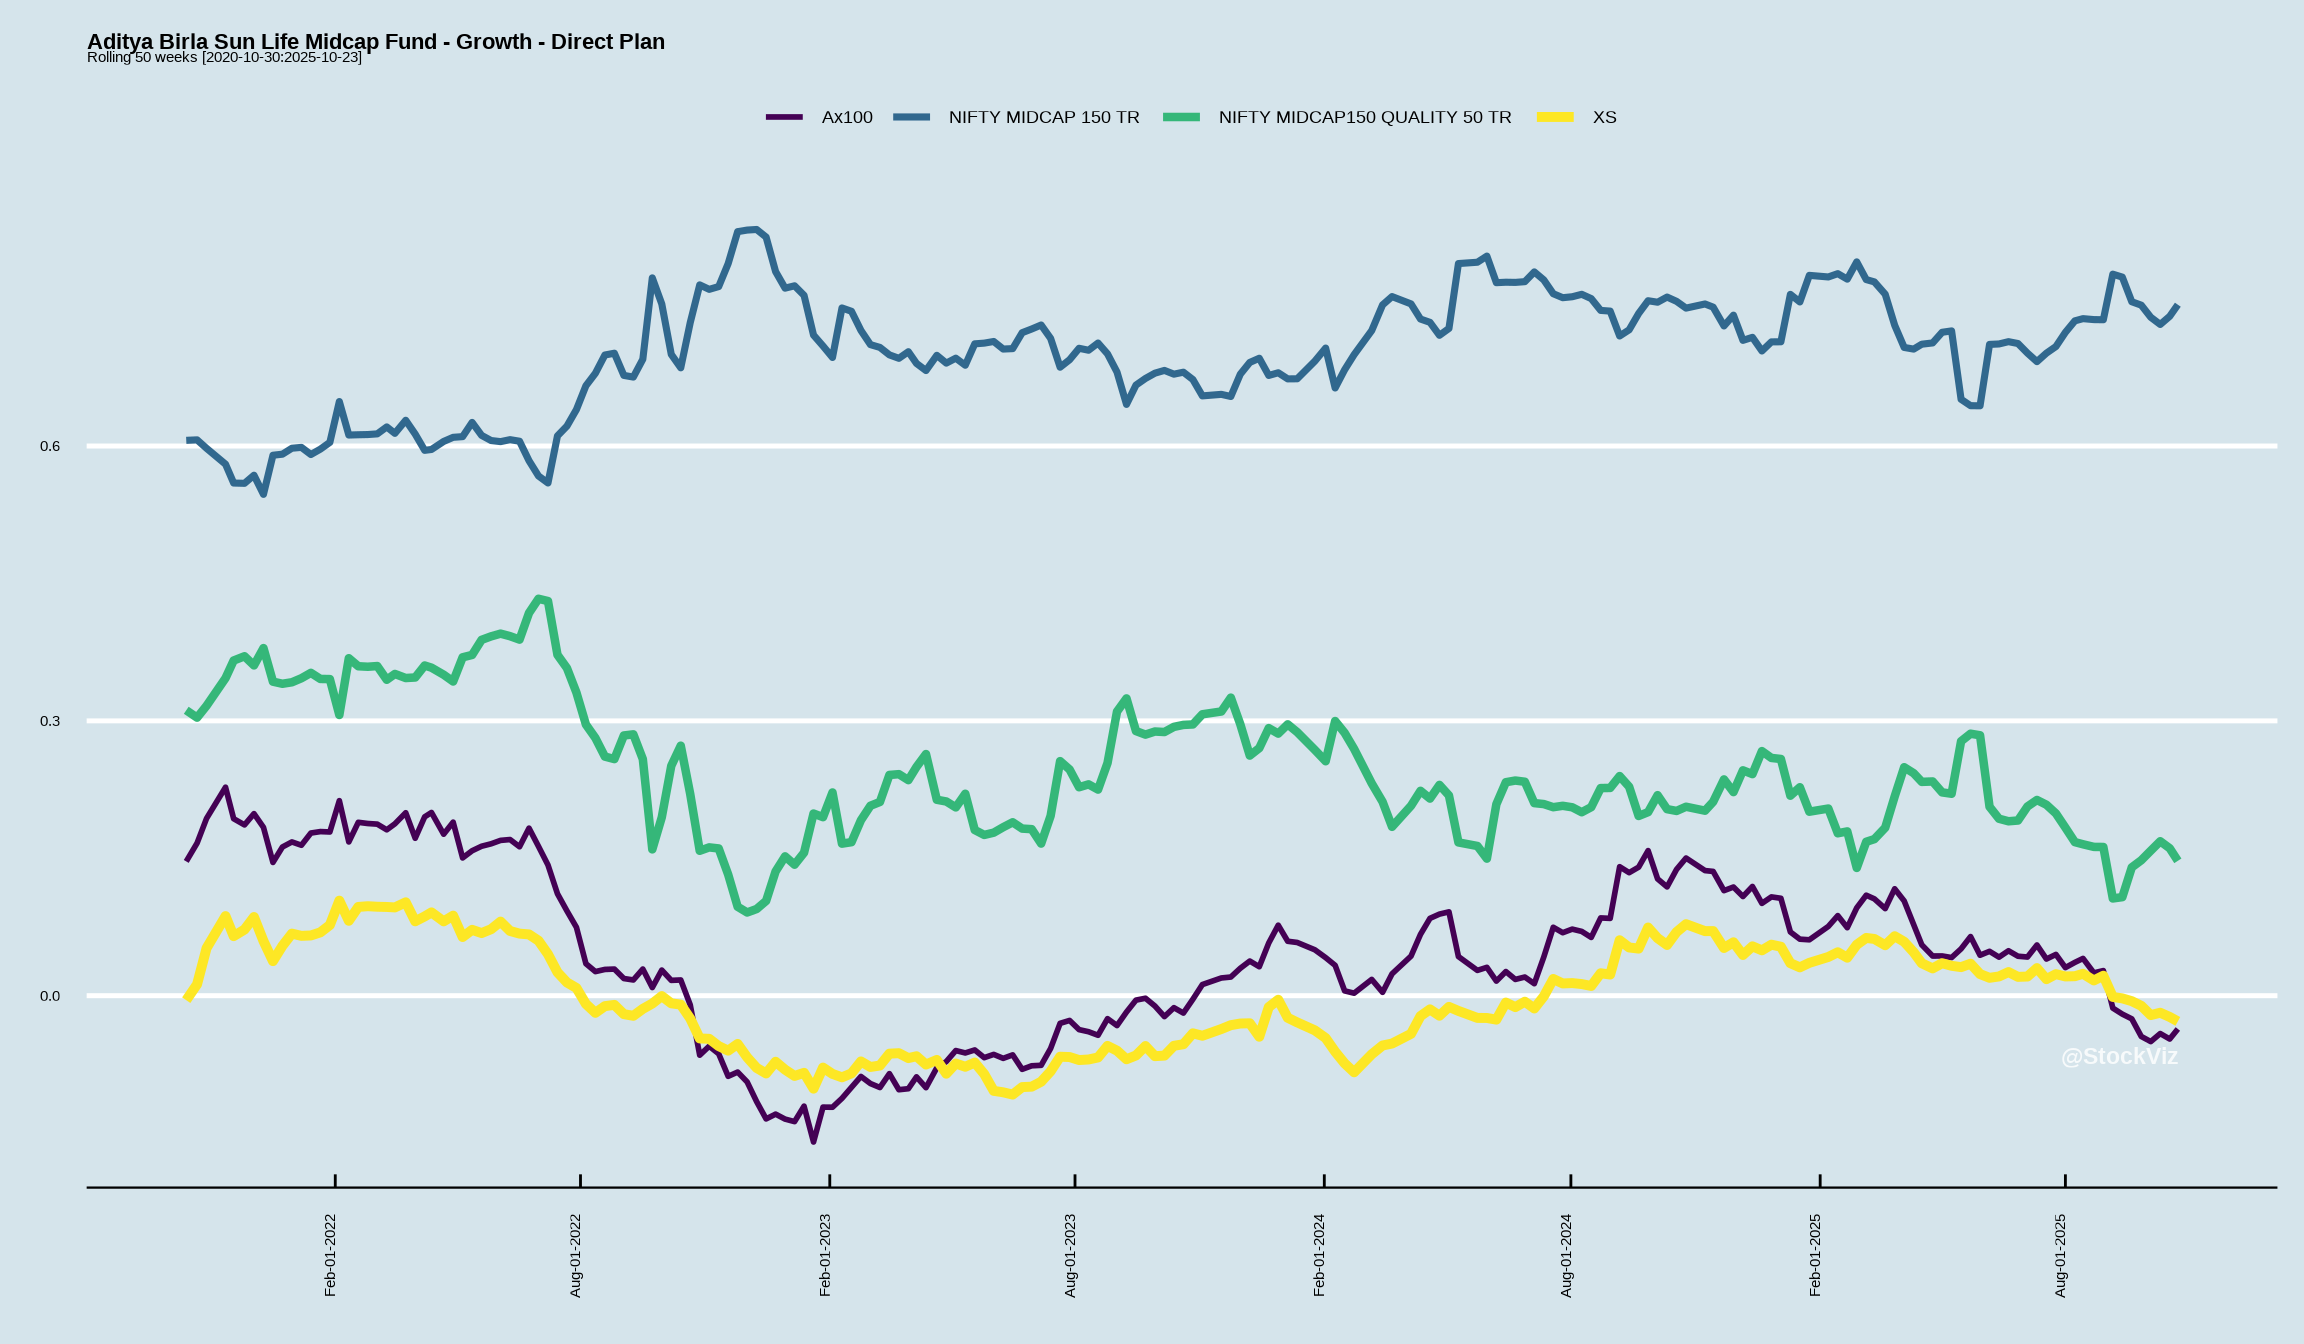 Aditya Birla Sun Life Midcap Fund - Growth - Direct Plan
Rolling 50 weeks [2020-10-30:2025-10-23]
Ax100 NIFTY MIDCAP 150 TR NIFTY MIDCAP150 QUALITY 50 TR XS
0.6
0.3
0.0
@StockViz
Feb-01-2022 Aug-01-2022 Feb-01-2023 Aug-01-2023 Feb-01-2024 Aug-01-2024 Feb-01-2025 Aug-01-2025